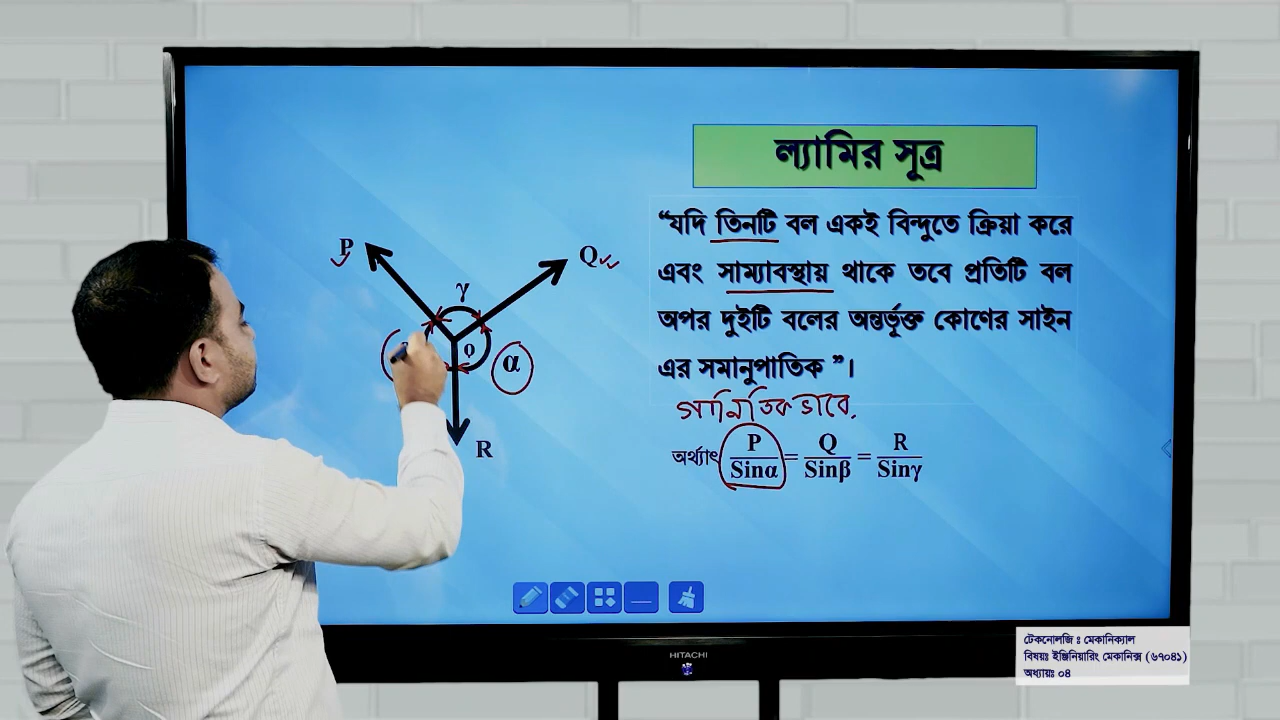 ল্যামির সূত্র
“যদি তিনটি বল একই বিন্দুতে ক্রিয়া করে
এবং সাম্যাবস্থায় থাকে তবে প্রতিটি বল
অপর দুইটি বলের অন্তর্ভূক্ত কোণের সাইন
এর সমানুপাতিক ”।
গানিতিক ভাবে,
অর্থ্যাৎ P/Sinα = Q/Sinβ = R/Sinγ
P
Q
γ
α
R
HITACHI
টেকনোলজি ঃ মেকানিক্যাল
বিষয়ঃ ইঞ্জিনিয়ারিং মেকানিক্স (৬৭০৪১)
অধ্যায়ঃ ০৪